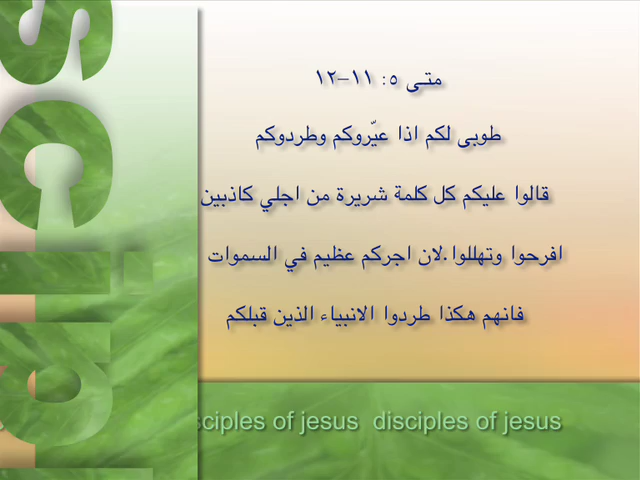 متى ٥: ١١-١٢
طوبى لكم اذا عيّروكم وطردوكم
قالوا عليكم كل كلمة شريرة من اجلي كاذبين
افرحوا وتهللوا.لان اجركم عظيم في السموات
فانهم هكذا طردوا الانبياء الذين قبلكم
sciples of jesus disciples of jesus
scip